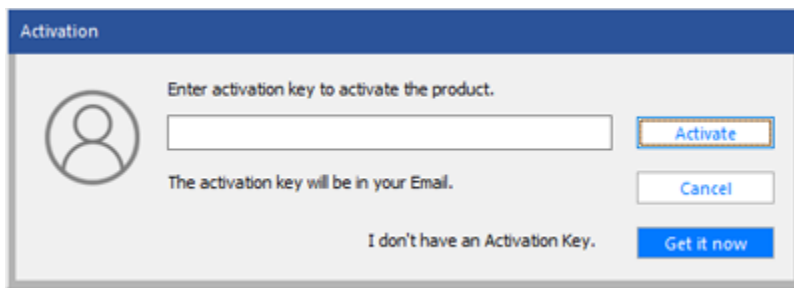 Activation
Enter activation key to activate the product.
Activate
The activation key will be in your Email.
Cancel
I don't have an Activation Key.
Get it now